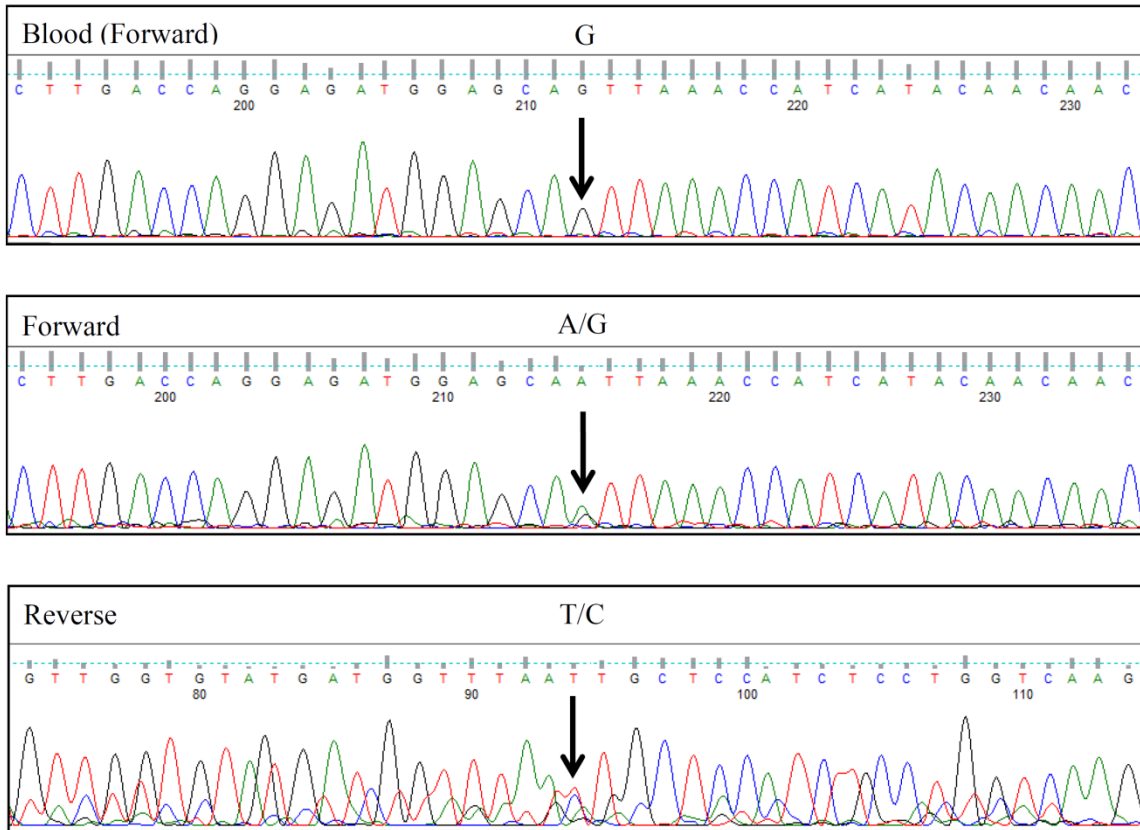 Blood (Forward) G
C T T G A C C A G G A G A T G G A G C A G T T A A A C C A T C A T A C A A C A A C
200 210 220 230
Forward A/G
C T T G A C C A G G A G A T G G A G C A A T T A A A C C A T C A T A C A A C A A C
200 210 220 230
Reverse T/C
G T T G G T G T A T G A T G G T T T A A T T G C T C C A T C T C C T G G T C A A G
80 90 100 110